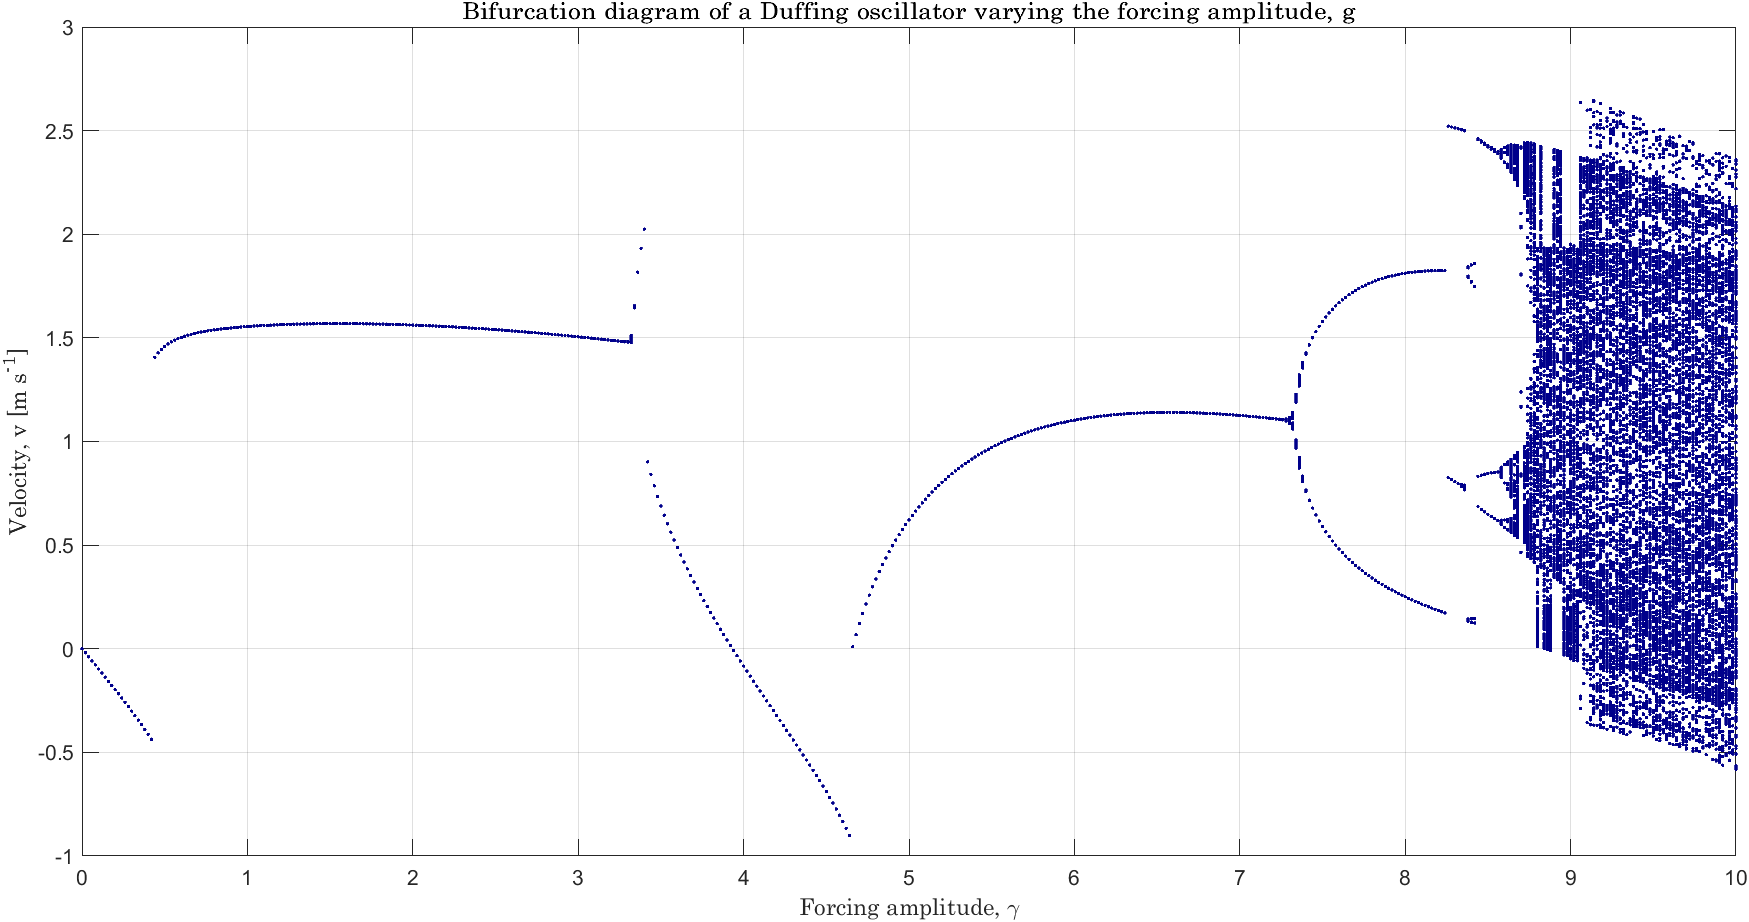 Bifurcation diagram of a Duffing oscillator varying the forcing amplitude, g
3
2.5
2
1.5
1
0.5
0
-0.5
-1
Velocity, v [m s⁻¹]
0 1 2 3 4 5 6 7 8 9 10
Forcing amplitude, γ